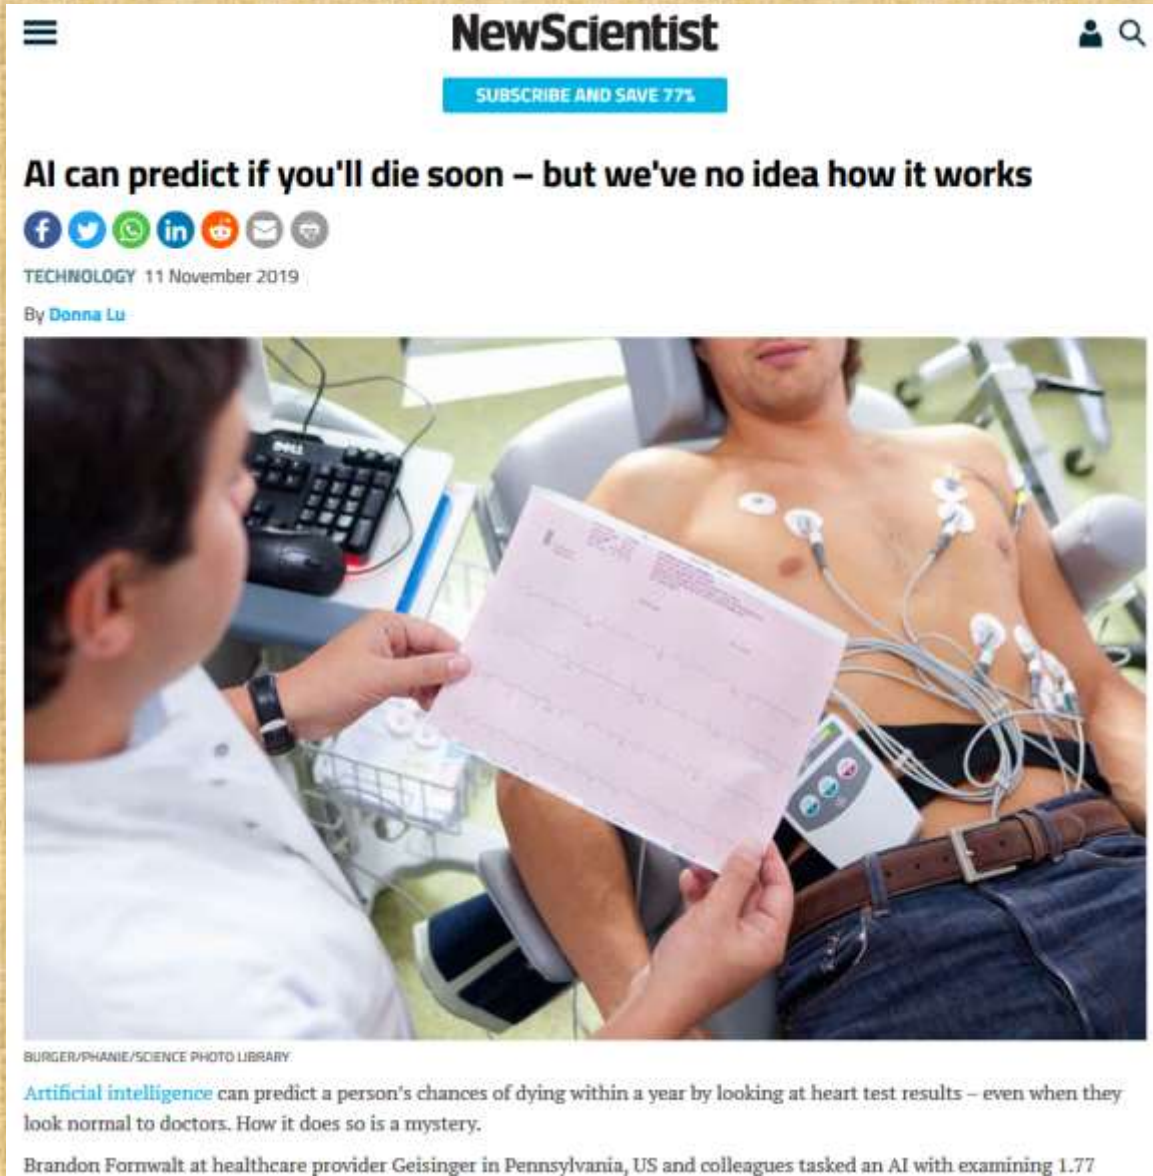 NewScientist
SUBSCRIBE AND SAVE 77%
AI can predict if you'll die soon – but we've no idea how it works
TECHNOLOGY 11 November 2019
By Donna Lu
DELL
BURGER/PHANIE/SCIENCE PHOTO LIBRARY
Artificial intelligence can predict a person's chances of dying within a year by looking at heart test results – even when they
look normal to doctors. How it does so is a mystery.
Brandon Fornwalt at healthcare provider Geisinger in Pennsylvania, US and colleagues tasked an AI with examining 1.77